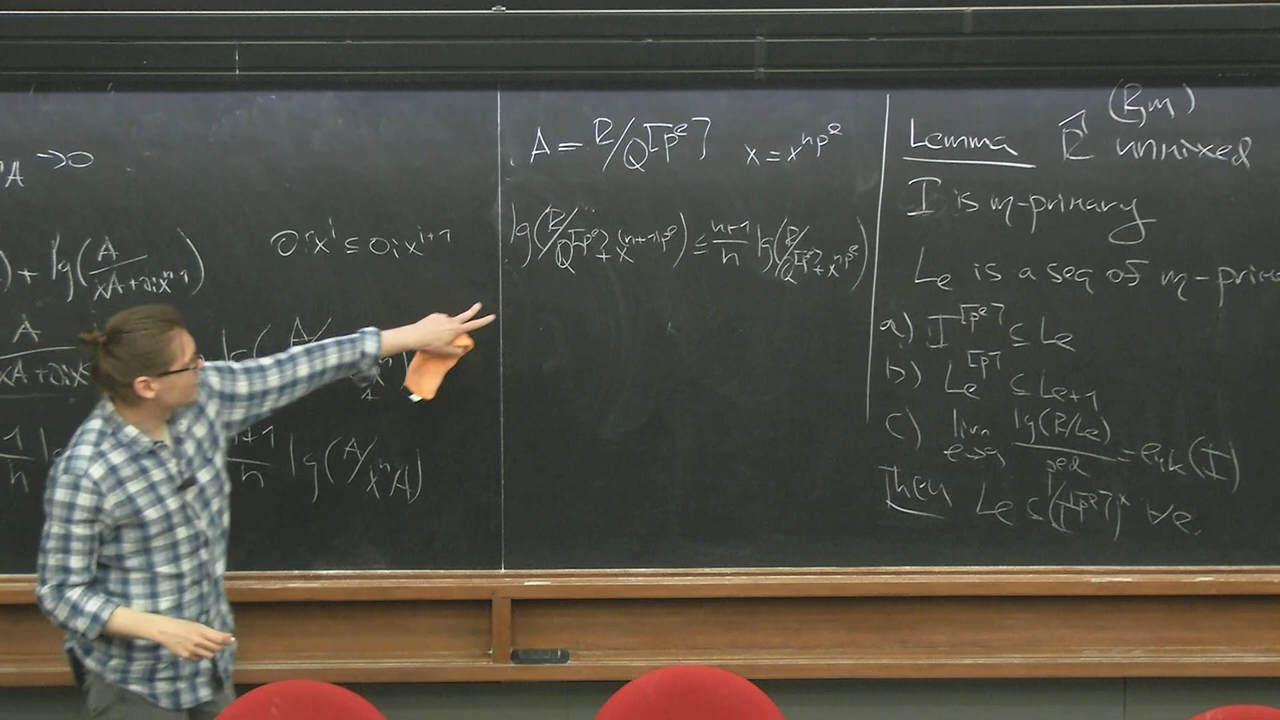 A → 0
) + lg(A/(xA + 0:x^{n-1}))
0:x^i ⊆ 0:x^{i+1}
A/(xA + 0:x
lg(A/
n+1/n lg(A/x^nA)
A = R/Q^{[p^e]} x = x^{np^e}
lg(R/Q^{[p^e]} + x^{(n+1)p^e}) ≤ n+1/n lg(R/Q^{[p^e]} + x^{np^e})
(R,m)
Lemma R̂ unmixed
I is m-primary
L_e is a seq of m-prima
a) I^{[p^e]} ⊆ L_e
b) L_e^{[p]} ⊆ L_{e+1}
c) lim_{e→∞} lg(R/L_e)/p^{ed} = e_{HK}(I)
Then L_e ⊆ (I^{[p^e]})^* ∀e.